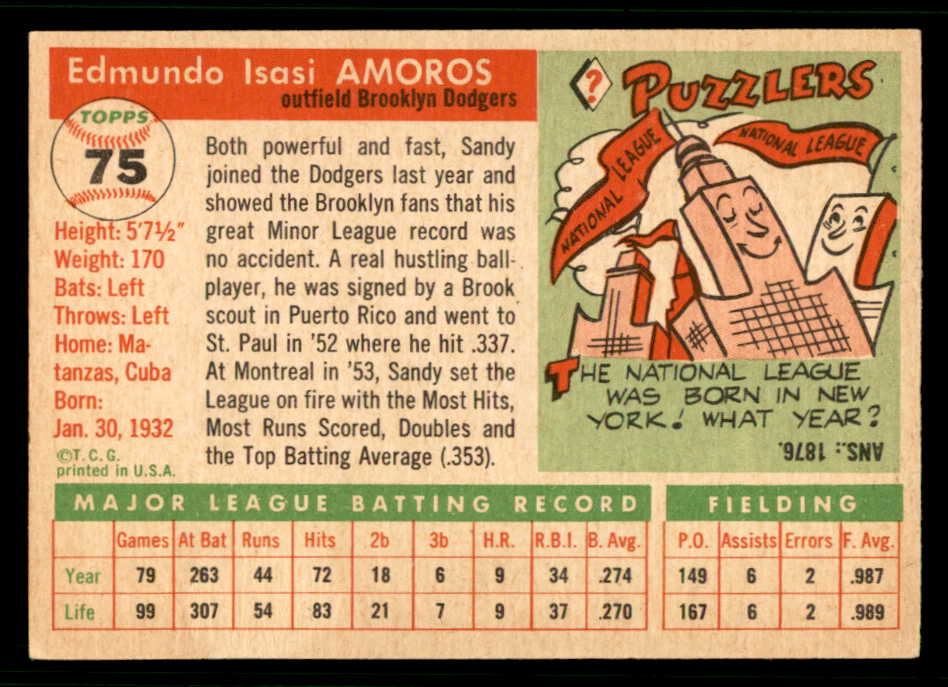 Edmundo Isasi AMOROS
outfield Brooklyn Dodgers
TOPPS
75
Height: 5'7½"
Weight: 170
Bats: Left
Throws: Left
Home: Ma-
tanzas, Cuba
Born:
Jan. 30, 1932
©T. C. G.
printed in U.S.A.
Both powerful and fast, Sandy
joined the Dodgers last year and
showed the Brooklyn fans that his
great Minor League record was
no accident. A real hustling ball-
player, he was signed by a Brook
scout in Puerto Rico and went to
St. Paul in '52 where he hit .337.
At Montreal in '53, Sandy set the
League on fire with the Most Hits,
Most Runs Scored, Doubles and
the Top Batting Average (.353).
? PUZZLERS
NATIONAL LEAGUE
NATIONAL LEAGUE
THE NATIONAL LEAGUE
WAS BORN IN NEW
YORK! WHAT YEAR?
ANS.: 1876.
MAJOR LEAGUE BATTING RECORD FIELDING
Games At Bat Runs Hits 2b 3b H.R. R.B.I. B. Avg. P.O. Assists Errors F. Avg.
Year 79 263 44 72 18 6 9 34 .274 149 6 2 .987
Life 99 307 54 83 21 7 9 37 .270 167 6 2 .989